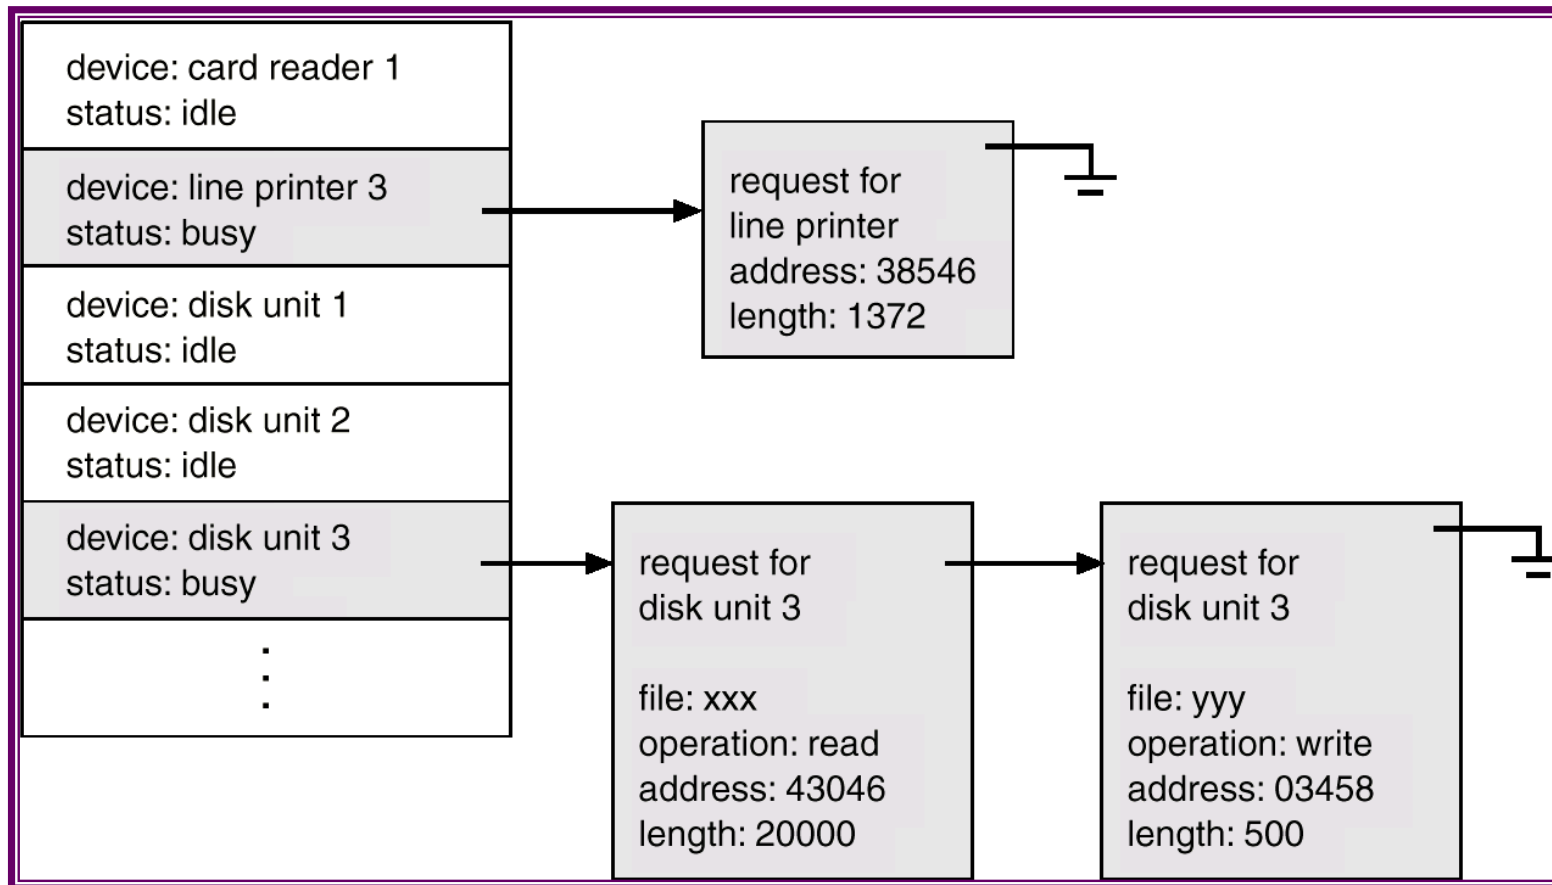 device: card reader 1
status: idle
device: line printer 3
status: busy
device: disk unit 1
status: idle
device: disk unit 2
status: idle
device: disk unit 3
status: busy
request for
line printer
address: 38546
length: 1372
request for
disk unit 3
file: xxx
operation: read
address: 43046
length: 20000
request for
disk unit 3
file: yyy
operation: write
address: 03458
length: 500